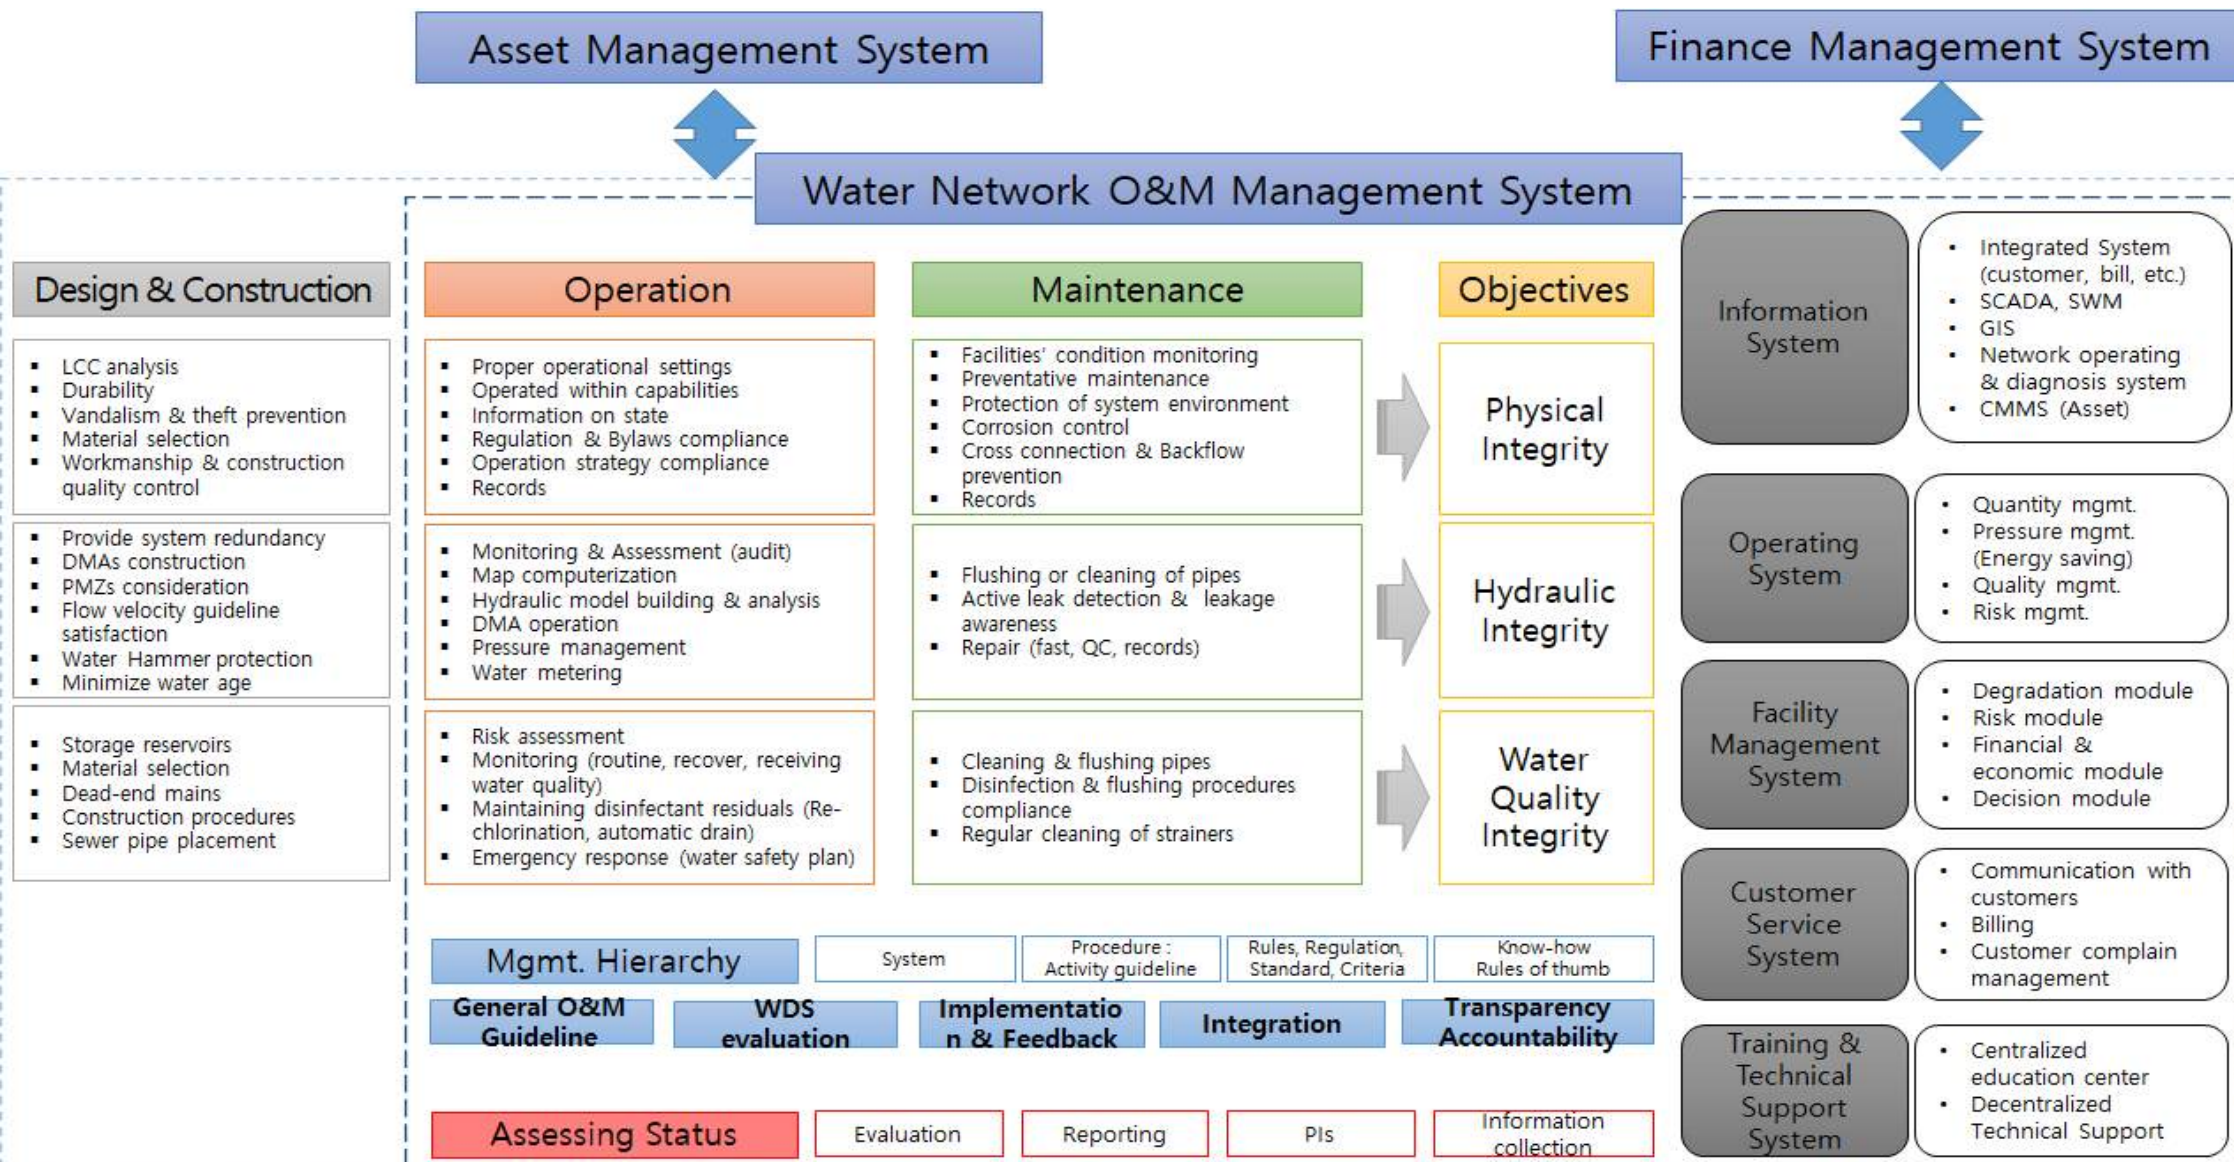 Asset Management System
Finance Management System
Water Network O&M Management System
Design & Construction
▪ LCC analysis
▪ Durability
▪ Vandalism & theft prevention
▪ Material selection
▪ Workmanship & construction
quality control
▪ Provide system redundancy
▪ DMAs construction
▪ PMZs consideration
▪ Flow velocity guideline
satisfaction
▪ Water Hammer protection
▪ Minimize water age
▪ Storage reservoirs
▪ Material selection
▪ Dead-end mains
▪ Construction procedures
▪ Sewer pipe placement
Operation
▪ Proper operational settings
▪ Operated within capabilities
▪ Information on state
▪ Regulation & Bylaws compliance
▪ Operation strategy compliance
▪ Records
▪ Monitoring & Assessment (audit)
▪ Map computerization
▪ Hydraulic model building & analysis
▪ DMA operation
▪ Pressure management
▪ Water metering
▪ Risk assessment
▪ Monitoring (routine, recover, receiving
water quality)
▪ Maintaining disinfectant residuals (Re-
chlorination, automatic drain)
▪ Emergency response (water safety plan)
Maintenance
▪ Facilities' condition monitoring
▪ Preventative maintenance
▪ Protection of system environment
▪ Corrosion control
▪ Cross connection & Backflow
prevention
▪ Records
▪ Flushing or cleaning of pipes
▪ Active leak detection & leakage
awareness
▪ Repair (fast, QC, records)
▪ Cleaning & flushing pipes
▪ Disinfection & flushing procedures
compliance
▪ Regular cleaning of strainers
Objectives
Physical
Integrity
Hydraulic
Integrity
Water
Quality
Integrity
Mgmt. Hierarchy
System
Procedure :
Activity guideline
Rules, Regulation,
Standard, Criteria
Know-how
Rules of thumb
General O&M
Guideline
WDS
evaluation
Implementatio
n & Feedback
Integration
Transparency
Accountability
Assessing Status
Evaluation
Reporting
PIs
Information
collection
Information
System
• Integrated System
(customer, bill, etc.)
• SCADA, SWM
• GIS
• Network operating
& diagnosis system
• CMMS (Asset)
Operating
System
• Quantity mgmt.
• Pressure mgmt.
(Energy saving)
• Quality mgmt.
• Risk mgmt.
Facility
Management
System
• Degradation module
• Risk module
• Financial &
economic module
• Decision module
Customer
Service
System
• Communication with
customers
• Billing
• Customer complain
management
Training &
Technical
Support
System
• Centralized
education center
• Decentralized
Technical Support